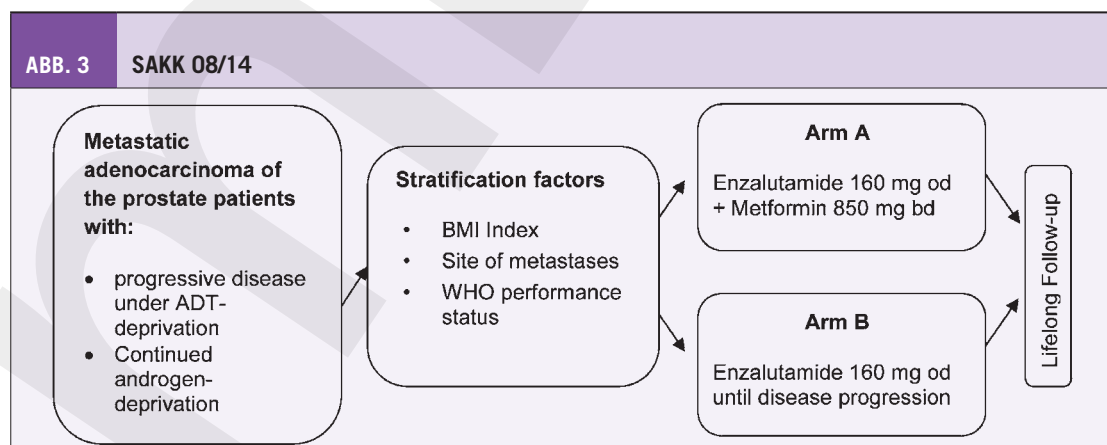 ABB. 3 SAKK 08/14
Metastatic
adenocarcinoma of
the prostate patients
with:
• progressive disease
under ADT-
deprivation
• Continued
androgen-
deprivation
Stratification factors
• BMI Index
• Site of metastases
• WHO performance
status
Arm A
Enzalutamide 160 mg od
+ Metformin 850 mg bd
Arm B
Enzalutamide 160 mg od
until disease progression
Lifelong Follow-up